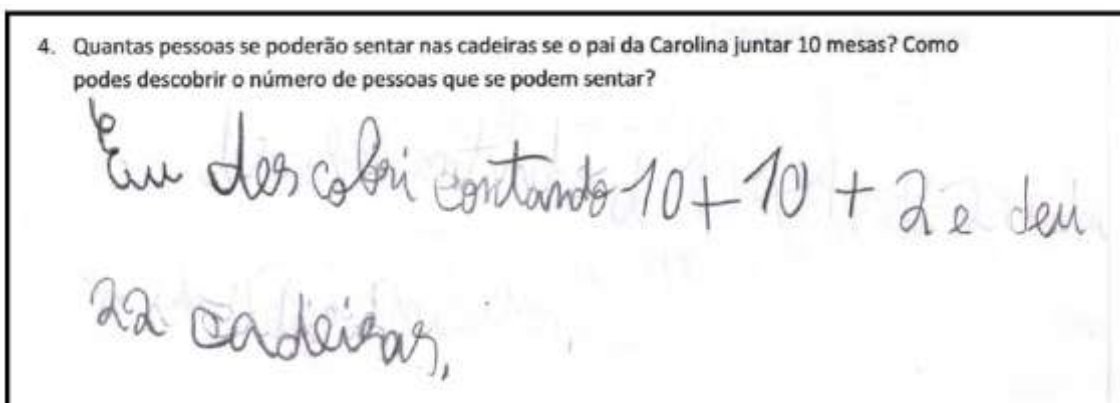 4. Quantas pessoas se poderão sentar nas cadeiras se o pai da Carolina juntar 10 mesas? Como
podes descobrir o número de pessoas que se podem sentar?
Eu descobri contando 10+10+2 e deu
22 cadeiras,